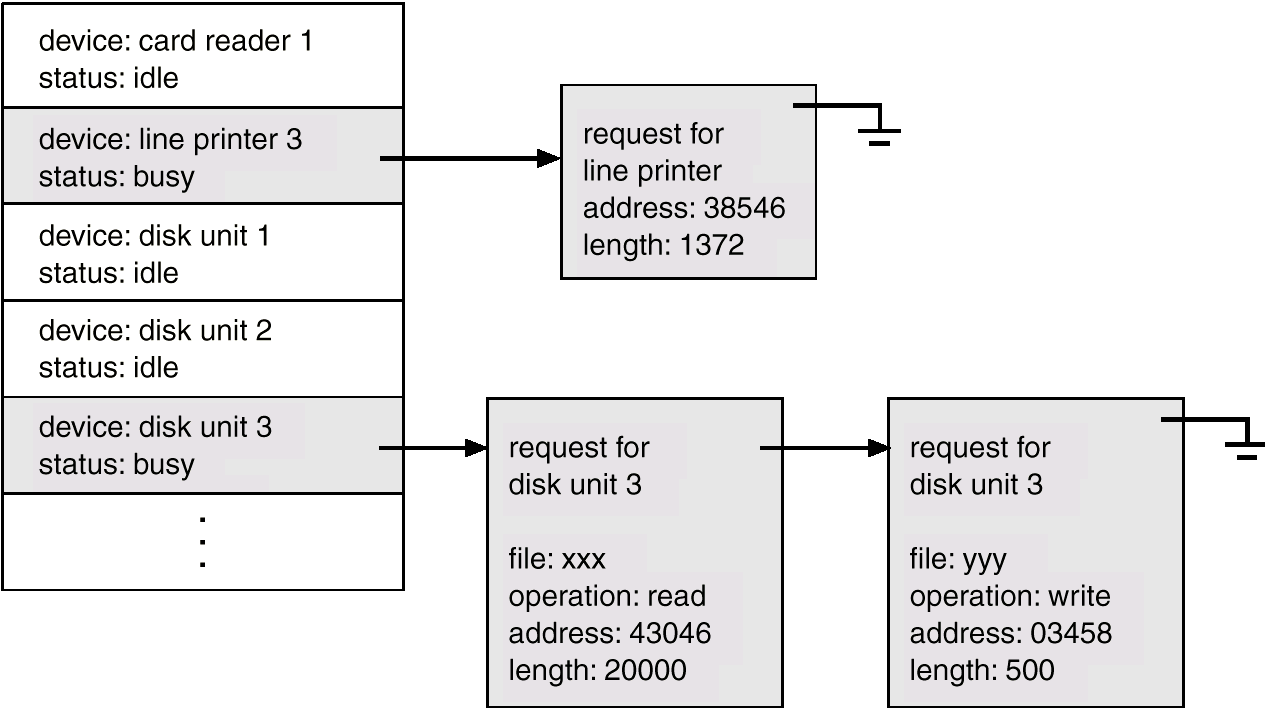 device: card reader 1
status: idle
device: line printer 3
status: busy
device: disk unit 1
status: idle
device: disk unit 2
status: idle
device: disk unit 3
status: busy
request for
line printer
address: 38546
length: 1372
request for
disk unit 3
file: xxx
operation: read
address: 43046
length: 20000
request for
disk unit 3
file: yyy
operation: write
address: 03458
length: 500